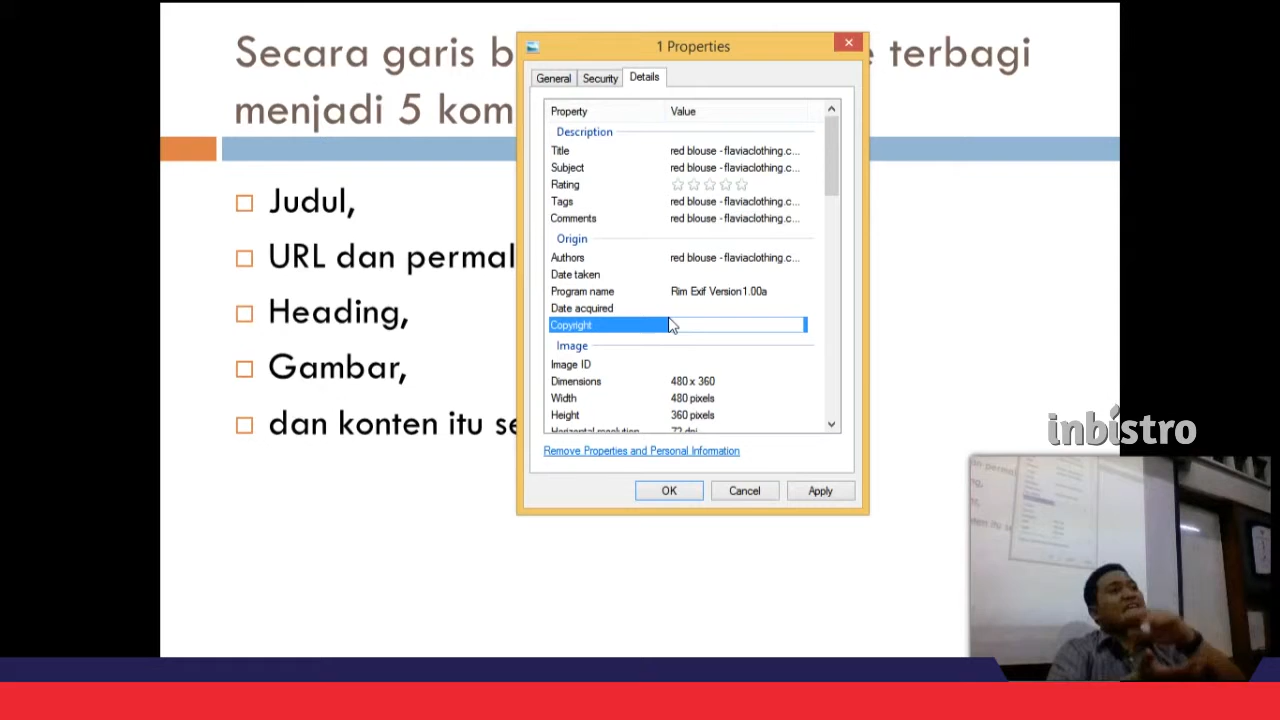 Secara garis b
e terbagi
menjadi 5 kom
Judul,
URL dan permal
Heading,
Gambar,
dan konten itu se
1 Properties
General Security Details
Property Value
Description
Title red blouse - flaviaclothing.c...
Subject red blouse - flaviaclothing.c...
Rating
Tags red blouse - flaviaclothing.c...
Comments red blouse - flaviaclothing.c...
Origin
Authors red blouse - flaviaclothing.c...
Date taken
Program name Rim Exif Version1.00a
Date acquired
Copyright
Image
Image ID
Dimensions 480 x 360
Width 480 pixels
Height 360 pixels
Horizontal resolution 72 dpi
Remove Properties and Personal Information
OK Cancel Apply
inbistro